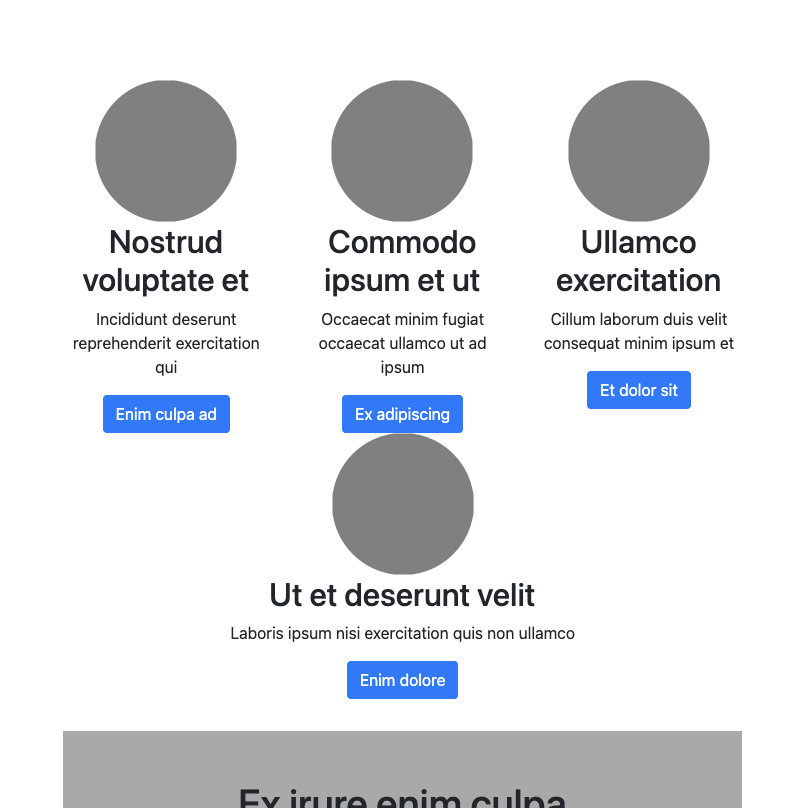 Nostrud
voluptate et
Incididunt deserunt
reprehenderit exercitation
qui
Enim culpa ad
Commodo
ipsum et ut
Occaecat minim fugiat
occaecat ullamco ut ad
ipsum
Ex adipiscing
Ullamco
exercitation
Cillum laborum duis velit
consequat minim ipsum et
Et dolor sit
Ut et deserunt velit
Laboris ipsum nisi exercitation quis non ullamco
Enim dolore
Ex irure enim culpa